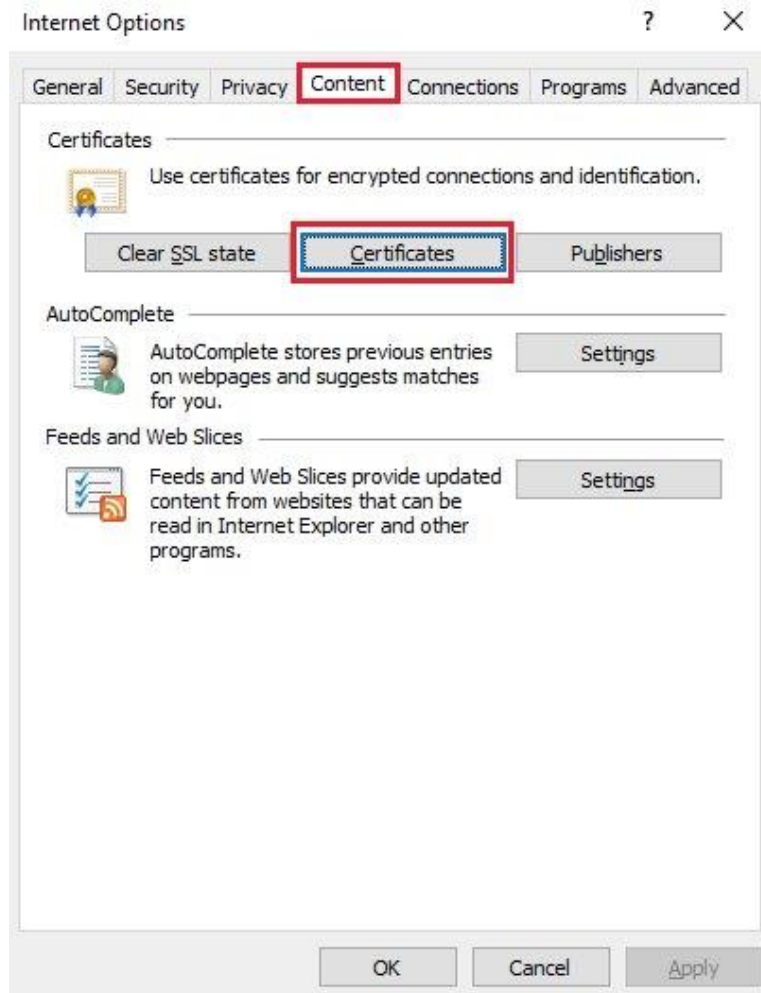 Internet Options ? ✕
General Security Privacy Content Connections Programs Advanced
Certificates
Use certificates for encrypted connections and identification.
Clear SSL state Certificates Publishers
AutoComplete
AutoComplete stores previous entries
on webpages and suggests matches
for you.
Settings
Feeds and Web Slices
Feeds and Web Slices provide updated
content from websites that can be
read in Internet Explorer and other
programs.
Settings
OK Cancel Apply